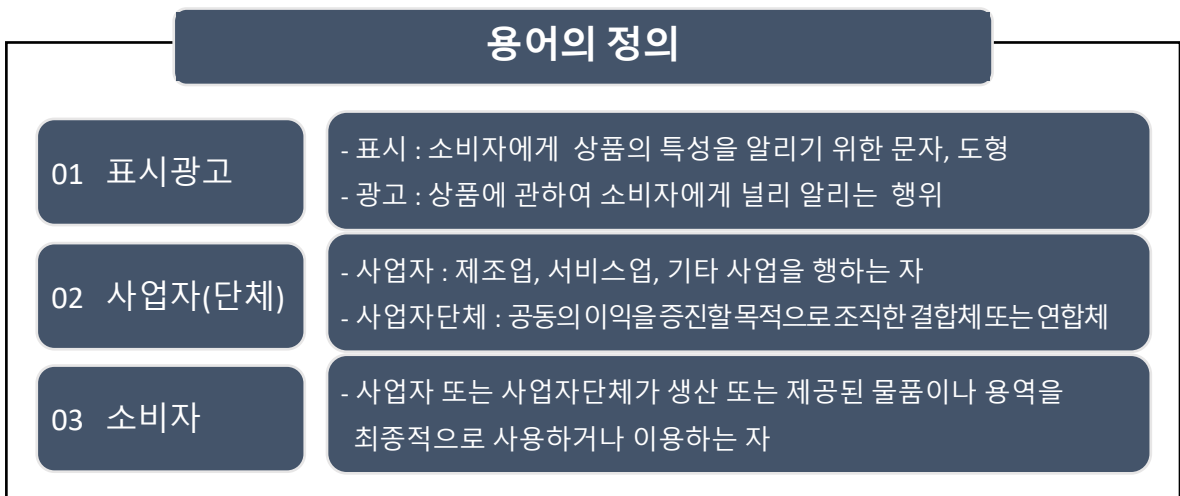 용어의 정의
01 표시광고
- 표시 : 소비자에게 상품의 특성을 알리기 위한 문자, 도형
- 광고 : 상품에 관하여 소비자에게 널리 알리는 행위
02 사업자(단체)
- 사업자 : 제조업, 서비스업, 기타 사업을 행하는 자
- 사업자단체 : 공동의 이익을 증진할 목적으로 조직한 결합체 또는 연합체
03 소비자
- 사업자 또는 사업자단체가 생산 또는 제공된 물품이나 용역을
최종적으로 사용하거나 이용하는 자